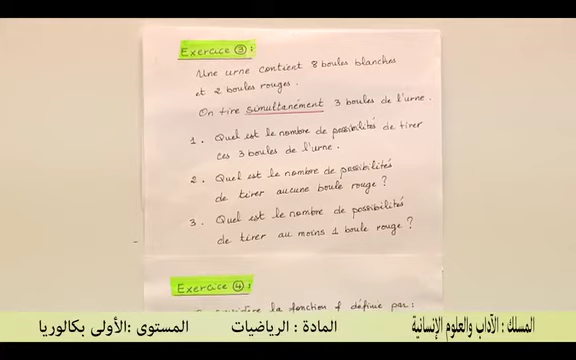 Exercice ③ :
Une urne contient 8 boules blanches
et 2 boules rouges.
On tire simultanément 3 boules de l'urne.
1. Quel est le nombre de possibilités de tirer
ces 3 boules de l'urne.
2. Quel est le nombre de possibilités
de tirer aucune boule rouge ?
3. Quel est le nombre de possibilités
de tirer au moins 1 boule rouge ?
Exercice ④ :
On considère la fonction f définie par :
المسلك : الآداب والعلوم الإنسانية
المادة : الرياضيات
المستوى :الأولى بكالوريا